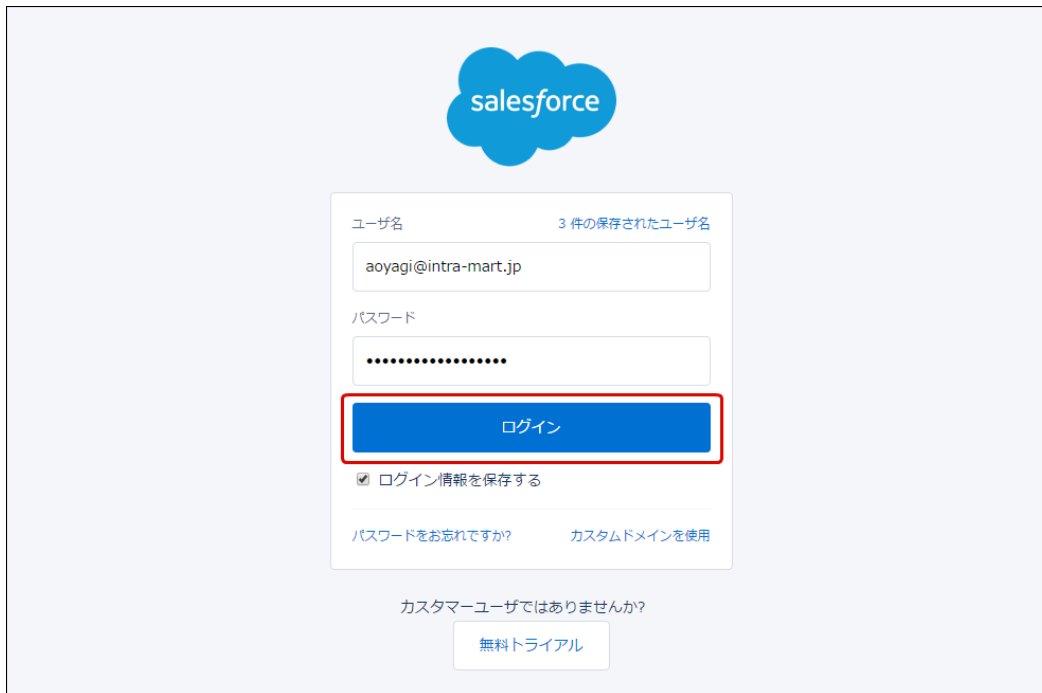 salesforce
ユーザ名
3 件の保存されたユーザ名
aoyagi@intra-mart.jp
パスワード
••••••••••••••••••
ログイン
ログイン情報を保存する
パスワードをお忘れですか?
カスタムドメインを使用
カスタマーユーザではありませんか?
無料トライアル